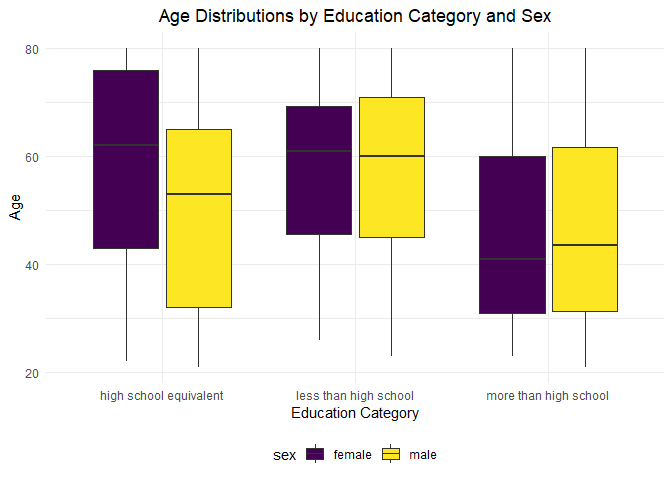 Age Distributions by Education Category and Sex
80
60
40
20
Age
high school equivalent less than high school more than high school
Education Category
sex female male